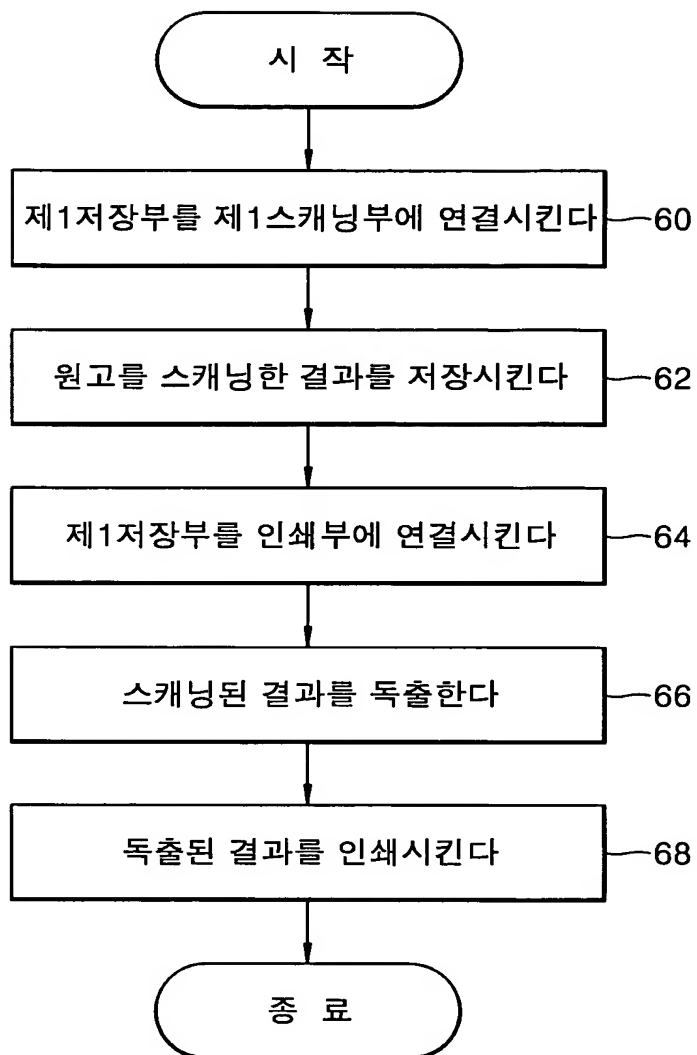 시 작
제1저장부를 제1스캐닝부에 연결시킨다 60
원고를 스캐닝한 결과를 저장시킨다 62
제1저장부를 인쇄부에 연결시킨다 64
스캐닝된 결과를 독출한다 66
독출된 결과를 인쇄시킨다 68
종 료